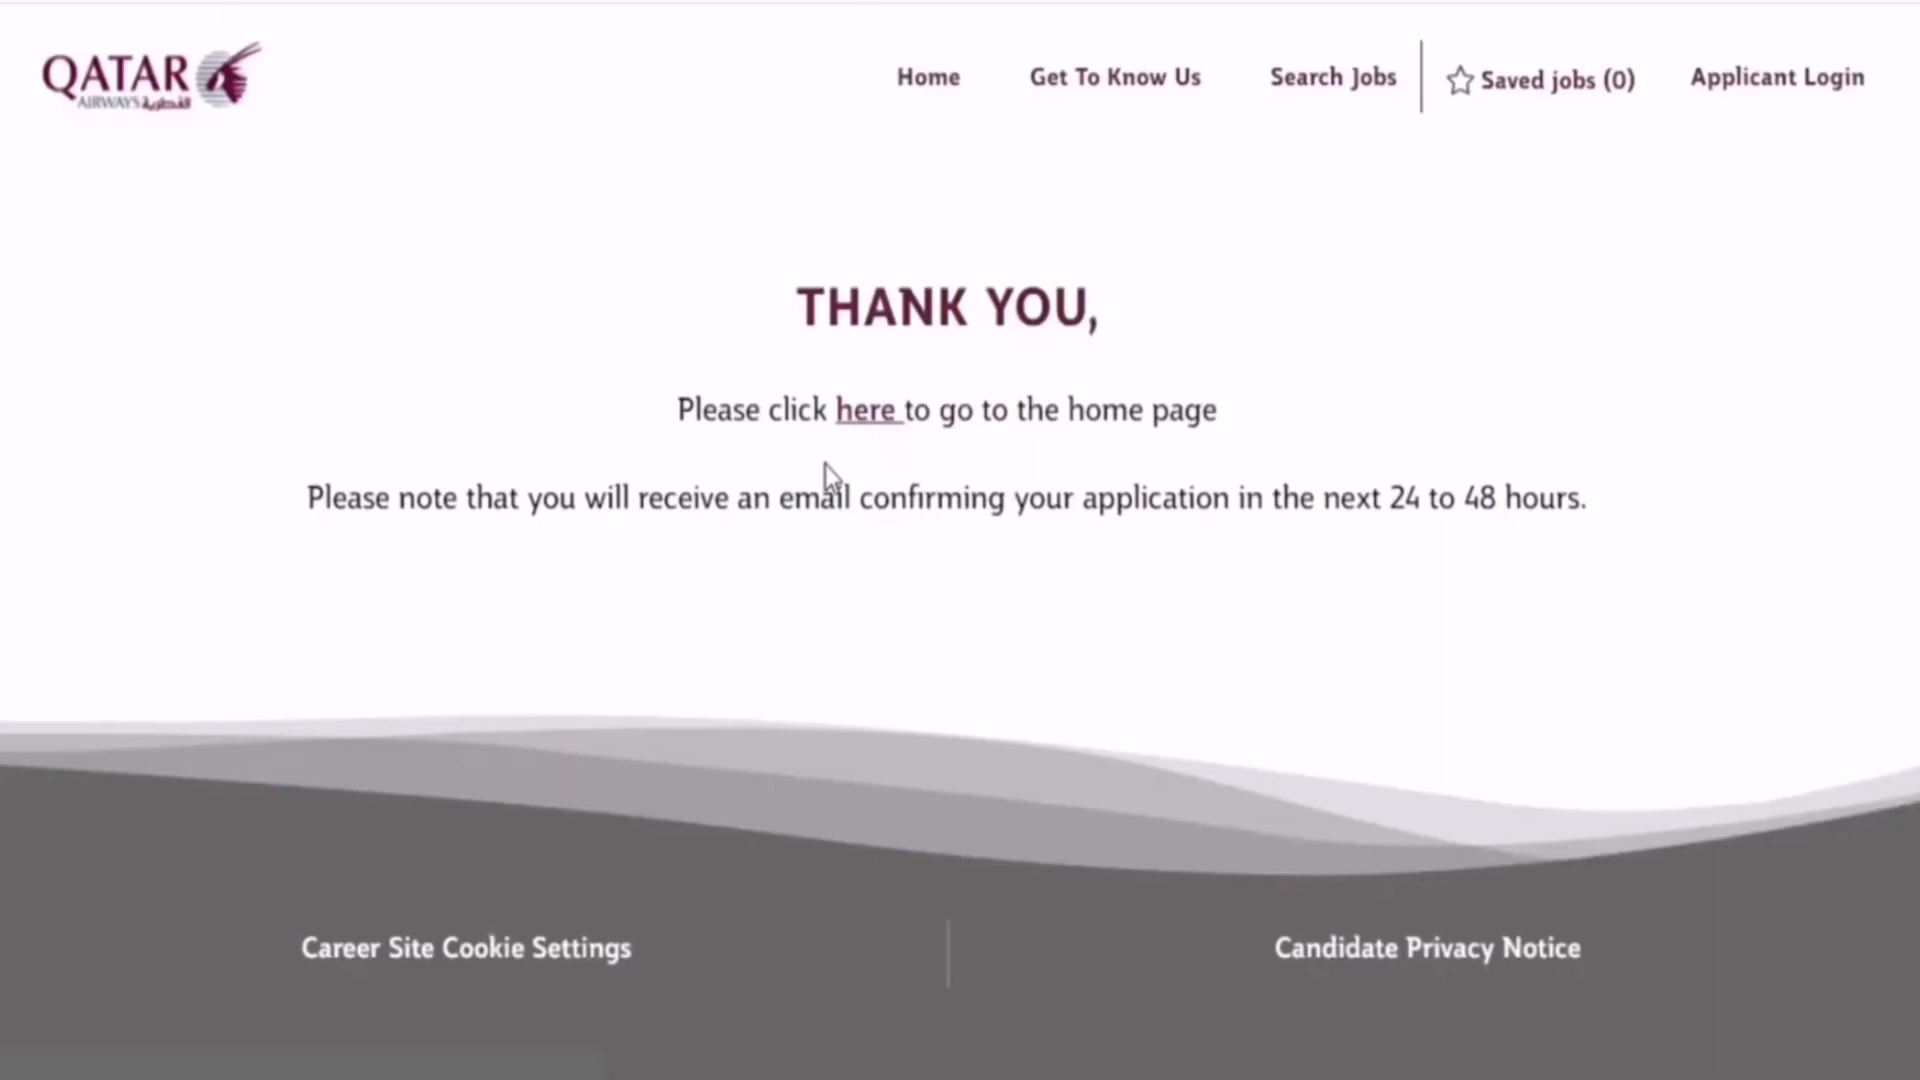 QATAR
AIRWAYS القطرية
Home
Get To Know Us
Search Jobs
Saved jobs (0)
Applicant Login
THANK YOU,
Please click here to go to the home page
Please note that you will receive an email confirming your application in the next 24 to 48 hours.
Career Site Cookie Settings
Candidate Privacy Notice